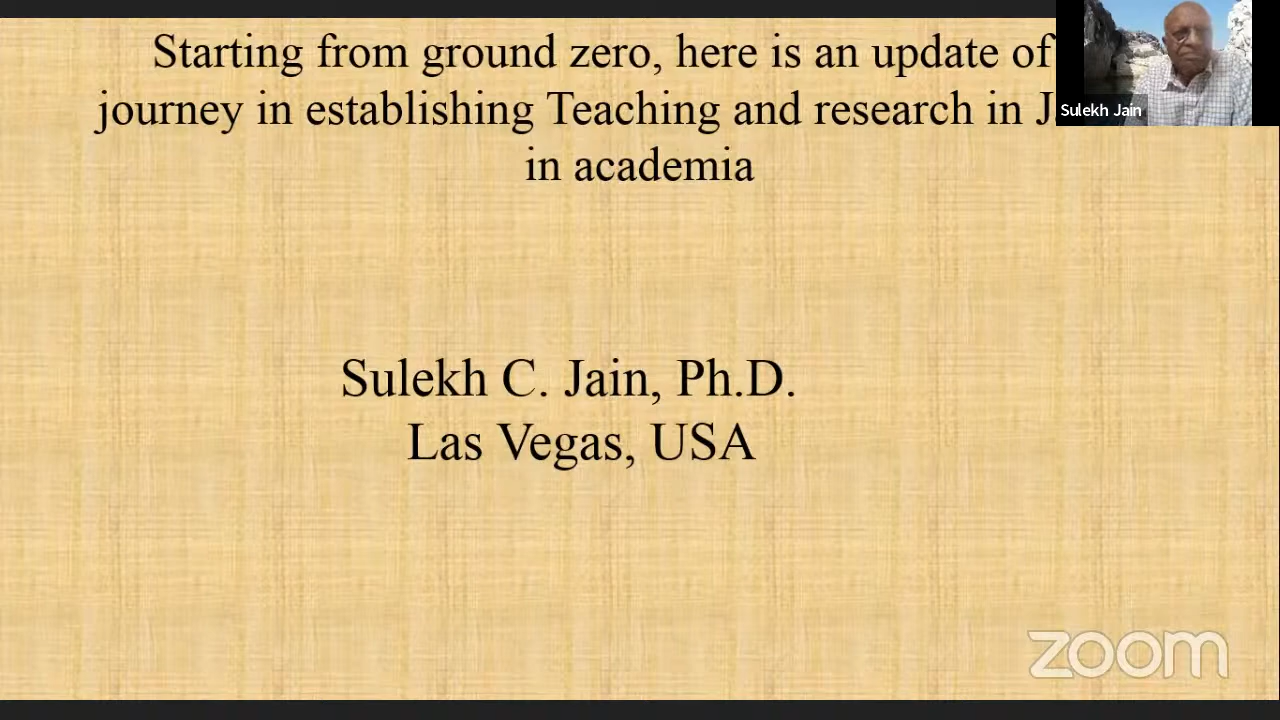 Starting from ground zero, here is an update of
journey in establishing Teaching and research in
in academia
Sulekh Jain
Sulekh C. Jain, Ph.D.
Las Vegas, USA
zoom